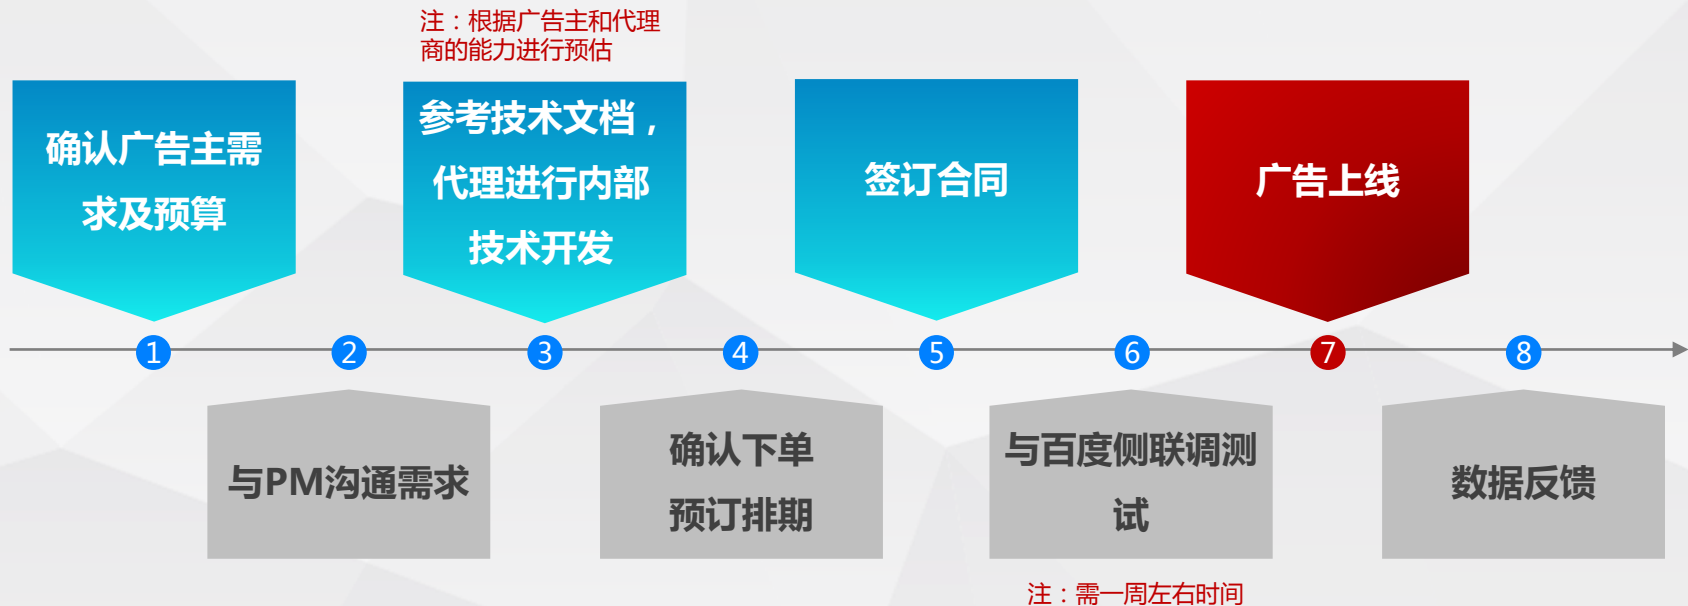 注：根据广告主和代理
商的能力进行预估
确认广告主需
求及预算
参考技术文档，
代理进行内部
技术开发
签订合同
广告上线
1
2
3
4
5
6
7
8
与PM沟通需求
确认下单
预订排期
与百度侧联调测
试
数据反馈
注：需一周左右时间